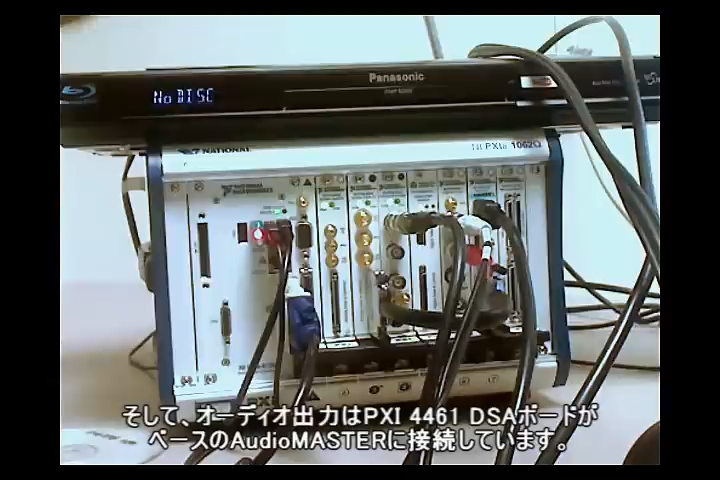 Panasonic
No DISC
NATIONAL
NI PXIe 1062Q
PXI
そして、オーディオ出力はPXI 4461 DSAボードが
ベースのAudioMASTERに接続しています。